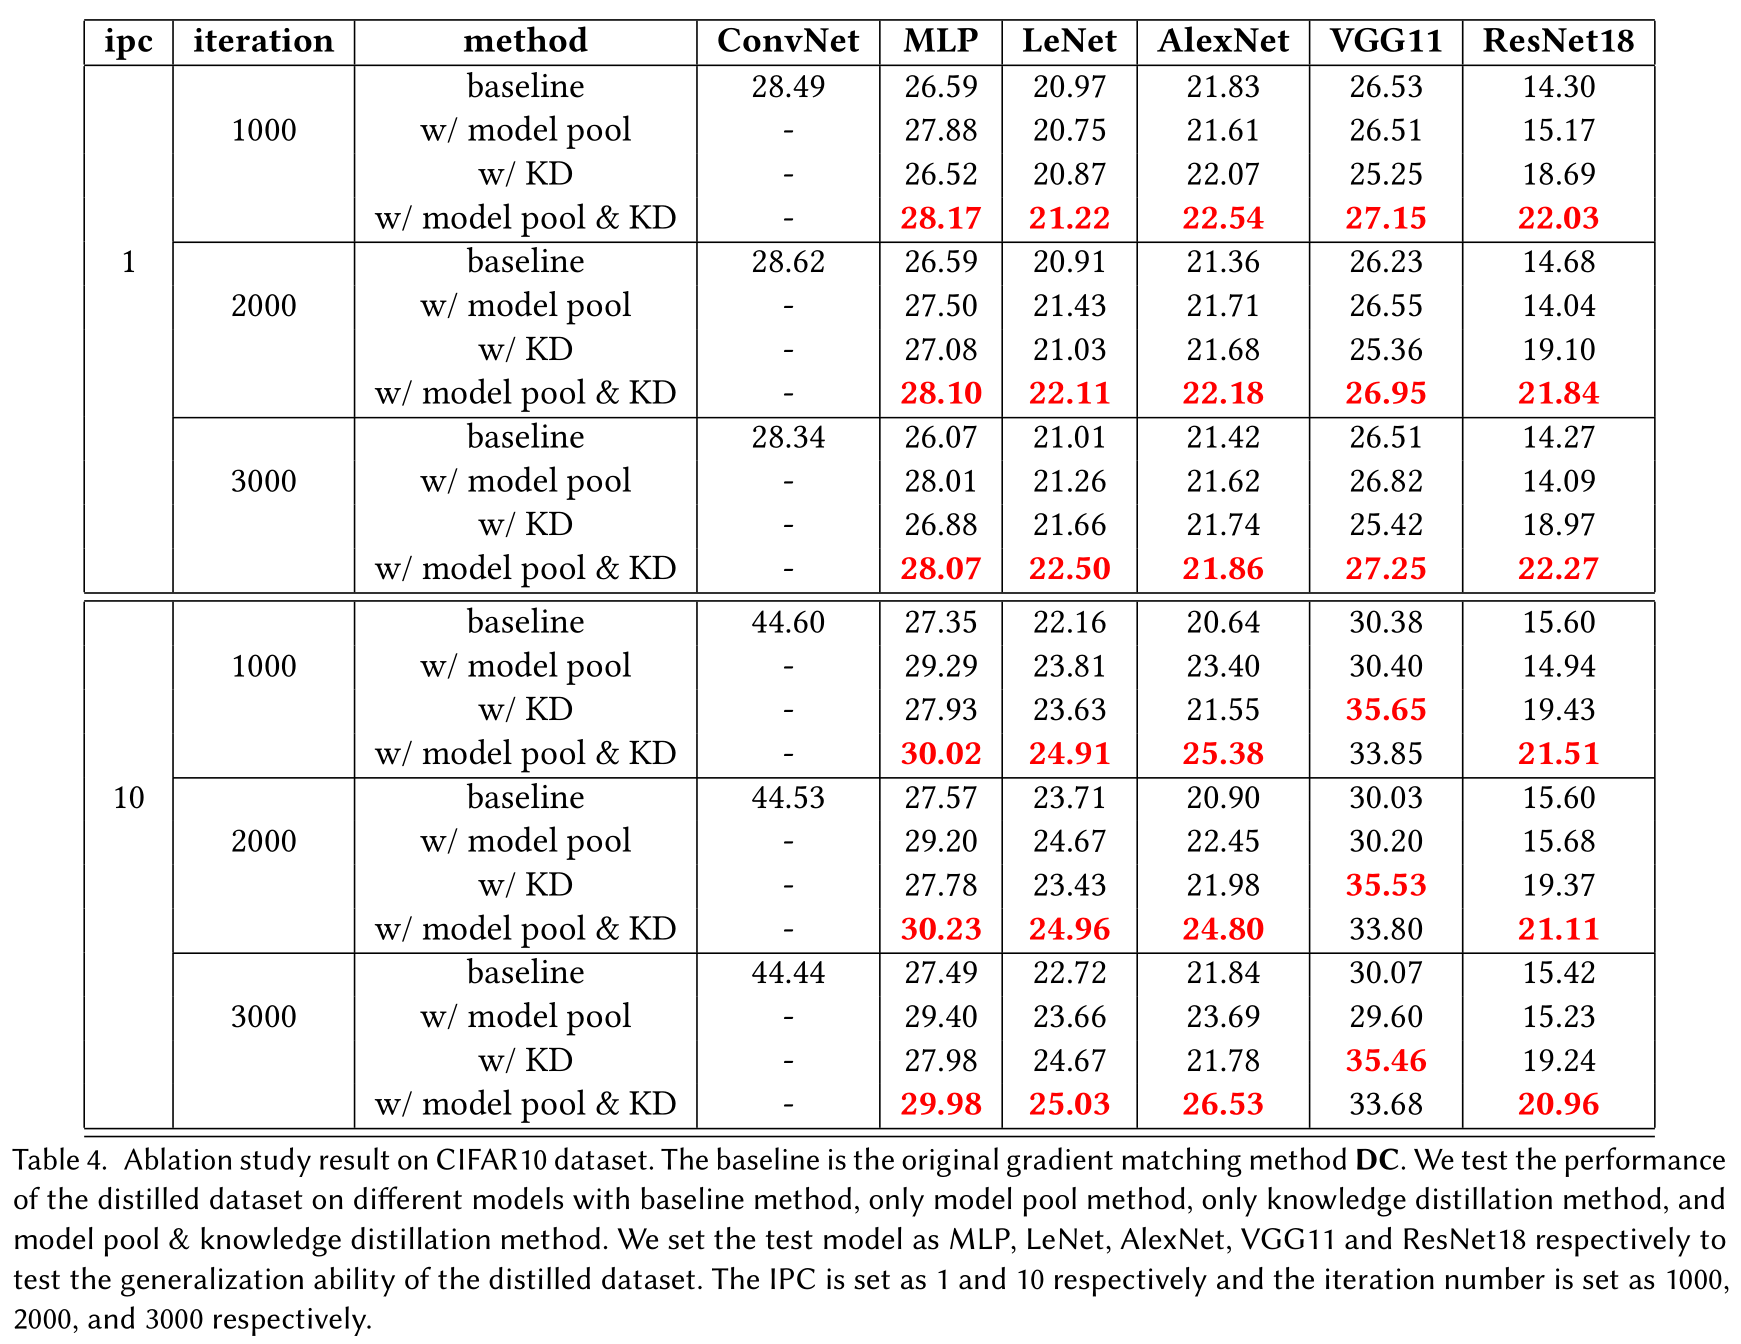 ipc iteration method ConvNet MLP LeNet AlexNet VGG11 ResNet18
baseline 28.49 26.59 20.97 21.83 26.53 14.30
1000 w/ model pool - 27.88 20.75 21.61 26.51 15.17
w/ KD - 26.52 20.87 22.07 25.25 18.69
w/ model pool & KD - 28.17 21.22 22.54 27.15 22.03
1 baseline 28.62 26.59 20.91 21.36 26.23 14.68
2000 w/ model pool - 27.50 21.43 21.71 26.55 14.04
w/ KD - 27.08 21.03 21.68 25.36 19.10
w/ model pool & KD - 28.10 22.11 22.18 26.95 21.84
baseline 28.34 26.07 21.01 21.42 26.51 14.27
3000 w/ model pool - 28.01 21.26 21.62 26.82 14.09
w/ KD - 26.88 21.66 21.74 25.42 18.97
w/ model pool & KD - 28.07 22.50 21.86 27.25 22.27
baseline 44.60 27.35 22.16 20.64 30.38 15.60
1000 w/ model pool - 29.29 23.81 23.40 30.40 14.94
w/ KD - 27.93 23.63 21.55 35.65 19.43
w/ model pool & KD - 30.02 24.91 25.38 33.85 21.51
10 baseline 44.53 27.57 23.71 20.90 30.03 15.60
2000 w/ model pool - 29.20 24.67 22.45 30.20 15.68
w/ KD - 27.78 23.43 21.98 35.53 19.37
w/ model pool & KD - 30.23 24.96 24.80 33.80 21.11
baseline 44.44 27.49 22.72 21.84 30.07 15.42
3000 w/ model pool - 29.40 23.66 23.69 29.60 15.23
w/ KD - 27.98 24.67 21.78 35.46 19.24
w/ model pool & KD - 29.98 25.03 26.53 33.68 20.96
Table 4. Ablation study result on CIFAR10 dataset. The baseline is the original gradient matching method DC. We test the performance
of the distilled dataset on different models with baseline method, only model pool method, only knowledge distillation method, and
model pool & knowledge distillation method. We set the test model as MLP, LeNet, AlexNet, VGG11 and ResNet18 respectively to
test the generalization ability of the distilled dataset. The IPC is set as 1 and 10 respectively and the iteration number is set as 1000,
2000, and 3000 respectively.